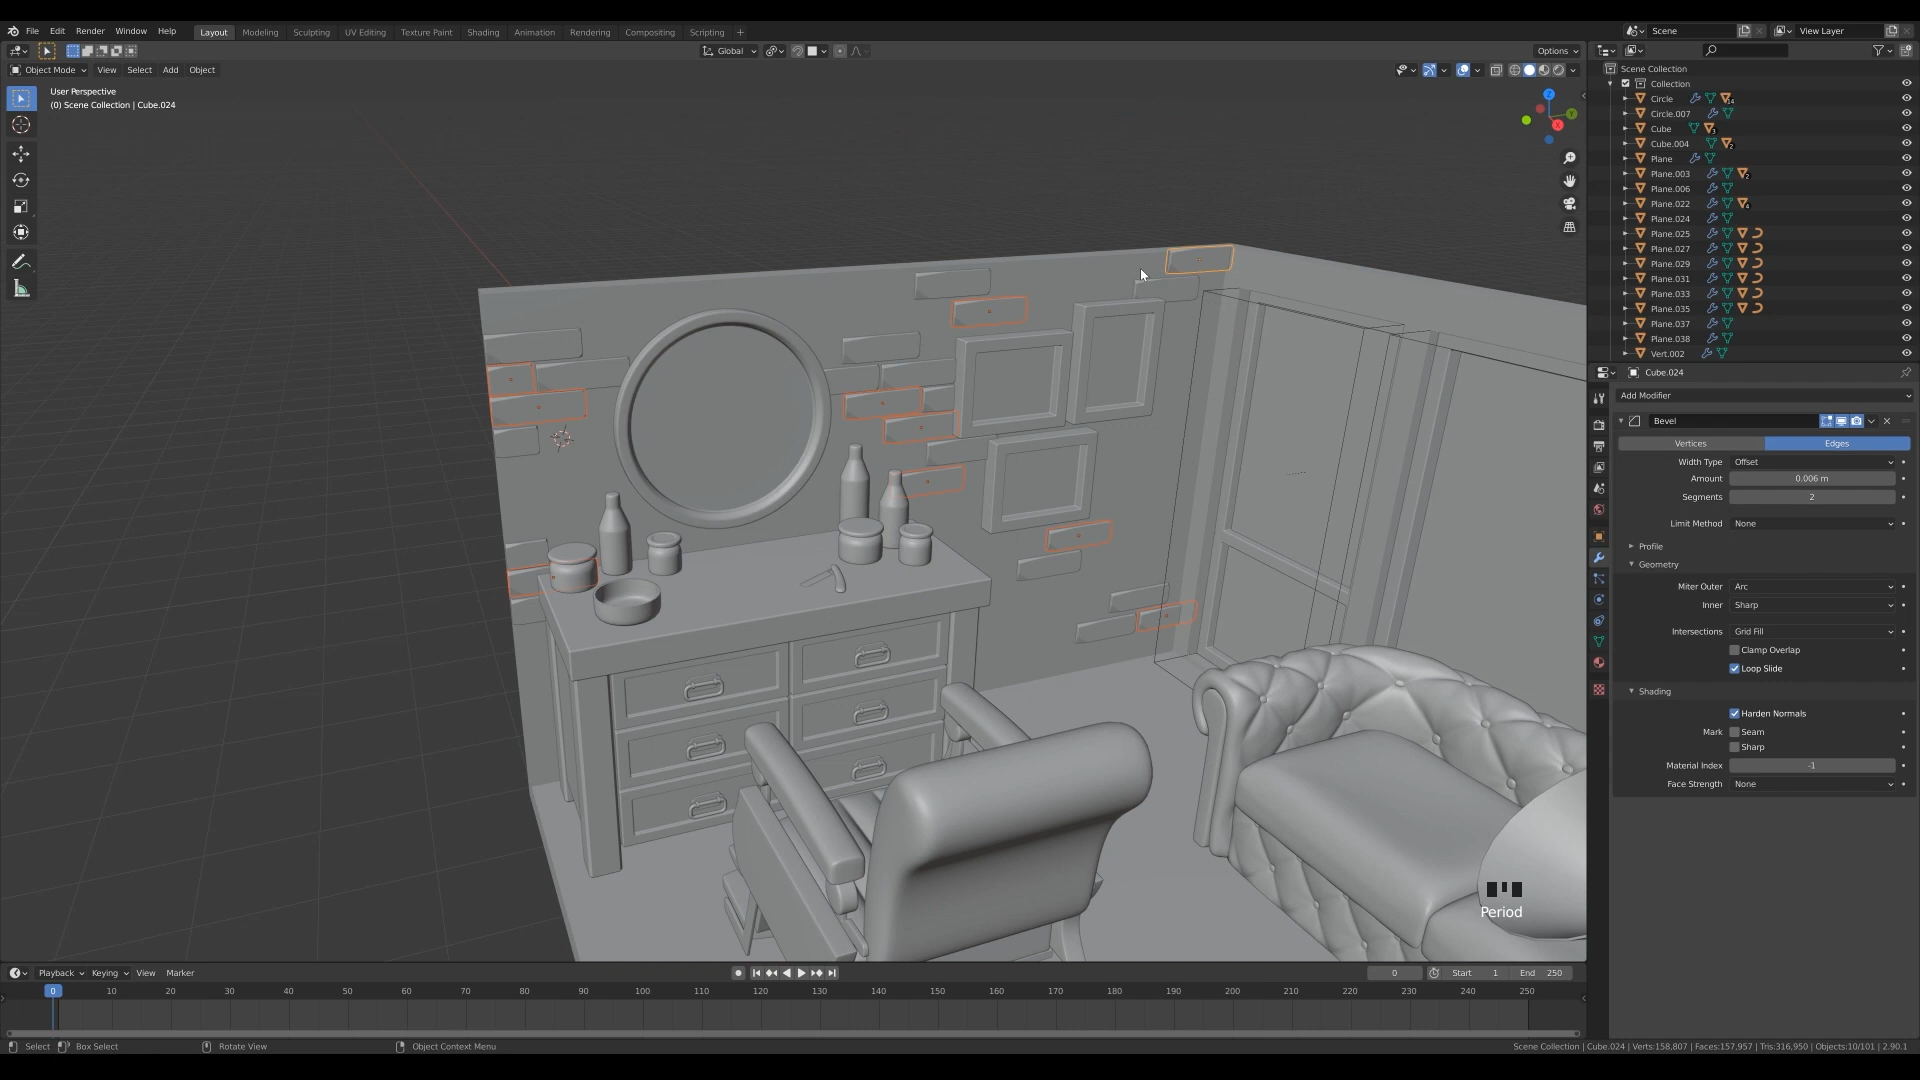 File Edit Render Window Help Layout Modeling Sculpting UV Editing Texture Paint Shading Animation Rendering Compositing Scripting + Scene View Layer
Global Options
Object Mode View Select Add Object
User Perspective
(0) Scene Collection | Cube.024
Z
Y
X
Scene Collection
Collection
Circle 14
Circle.007
Cube 3
Cube.004 2
Plane
Plane.003 2
Plane.006
Plane.022 4
Plane.024
Plane.025
Plane.027
Plane.029
Plane.031
Plane.033
Plane.035
Plane.037
Plane.038
Vert.002
Cube.024
Add Modifier
Bevel
Vertices Edges
Width Type Offset
Amount 0.006 m
Segments 2
Limit Method None
Profile
Geometry
Miter Outer Arc
Inner Sharp
Intersections Grid Fill
Clamp Overlap
Loop Slide
Shading
Harden Normals
Mark Seam
Sharp
Material Index -1
Face Strength None
Period
Playback Keying View Marker 0 Start 1 End 250
0 10 20 30 40 50 60 70 80 90 100 110 120 130 140 150 160 170 180 190 200 210 220 230 240 250
Select Box Select Rotate View Object Context Menu Scene Collection | Cube.024 | Verts:158,807 | Faces:157,957 | Tris:316,950 | Objects:10/101 | 2.90.1